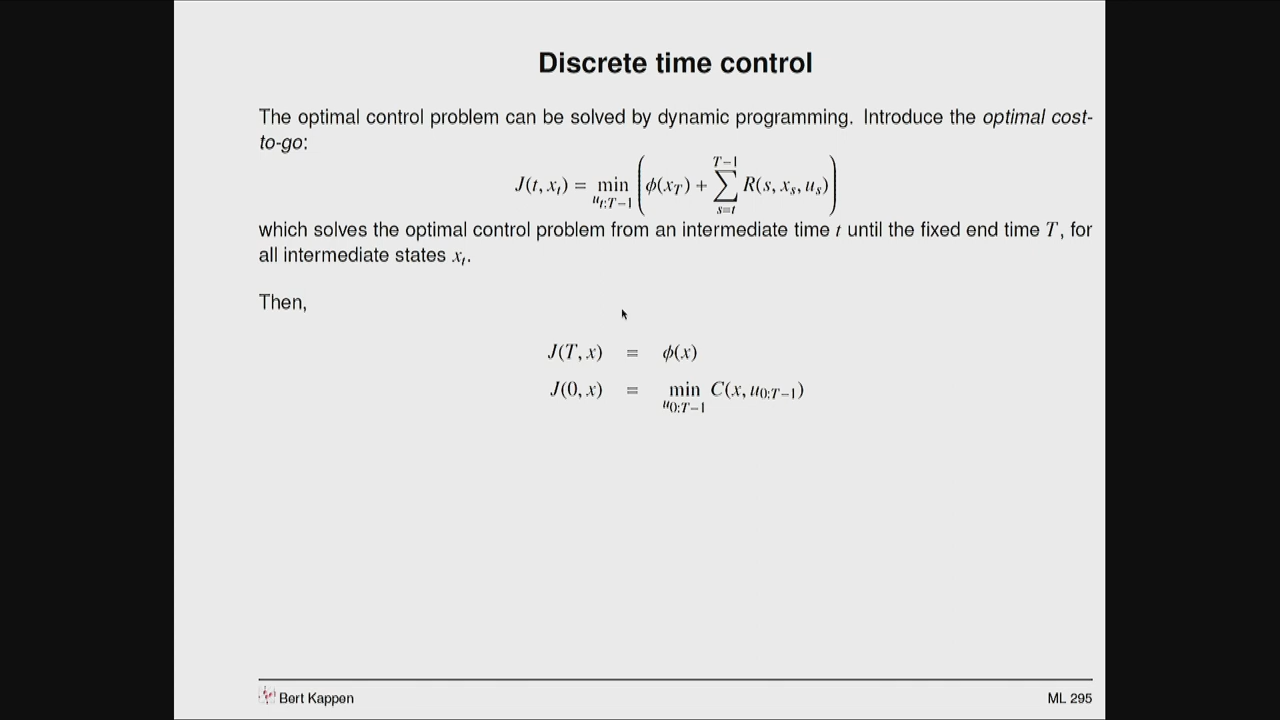 Discrete time control
The optimal control problem can be solved by dynamic programming. Introduce the optimal cost-
to-go:
J(t, x_t) = min_{u_{t:T−1}} ( ϕ(x_T) + ∑_{s=t}^{T−1} R(s, x_s, u_s) )
which solves the optimal control problem from an intermediate time t until the fixed end time T, for
all intermediate states x_t.
Then,
J(T, x) = ϕ(x)
J(0, x) = min_{u_{0:T−1}} C(x, u_{0:T−1})
Bert Kappen
ML 295